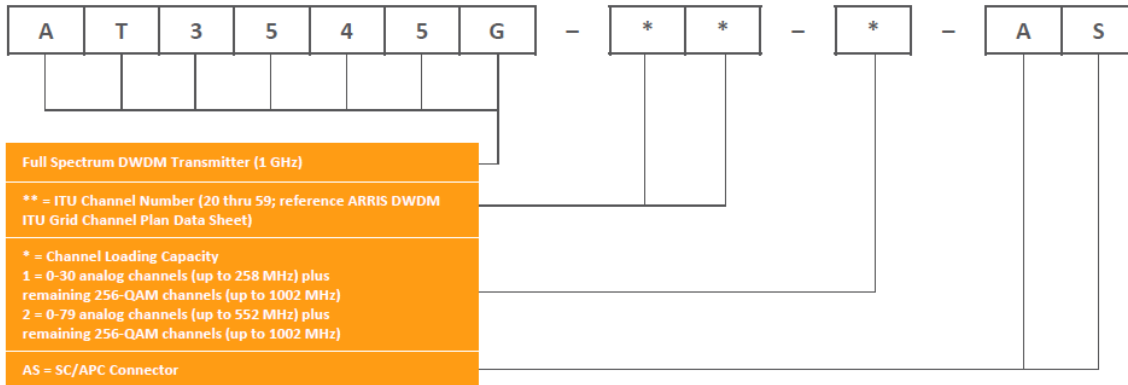 A T 3 5 4 5 G – * * – * – A S
Full Spectrum DWDM Transmitter (1 GHz)
** = ITU Channel Number (20 thru 59; reference ARRIS DWDM
ITU Grid Channel Plan Data Sheet)
* = Channel Loading Capacity
1 = 0-30 analog channels (up to 258 MHz) plus
remaining 256-QAM channels (up to 1002 MHz)
2 = 0-79 analog channels (up to 552 MHz) plus
remaining 256-QAM channels (up to 1002 MHz)
AS = SC/APC Connector